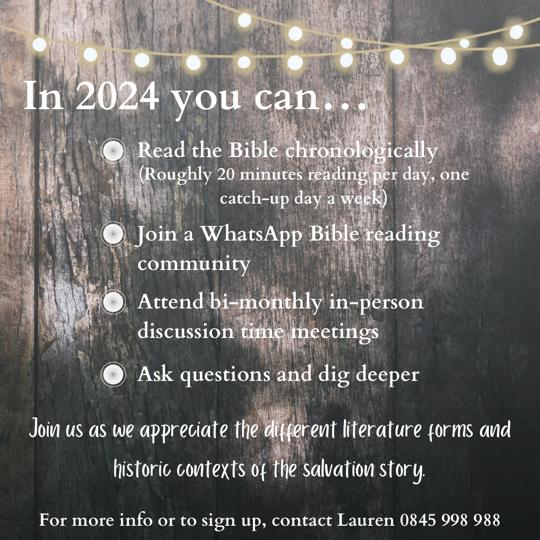 In 2024 you can...
Read the Bible chronologically
(Roughly 20 minutes reading per day, one
catch-up day a week)
Join a WhatsApp Bible reading
community
Attend bi-monthly in-person
discussion time meetings
Ask questions and dig deeper
Join us as we appreciate the different literature forms and
historic contexts of the salvation story.
For more info or to sign up, contact Lauren 0845 998 988